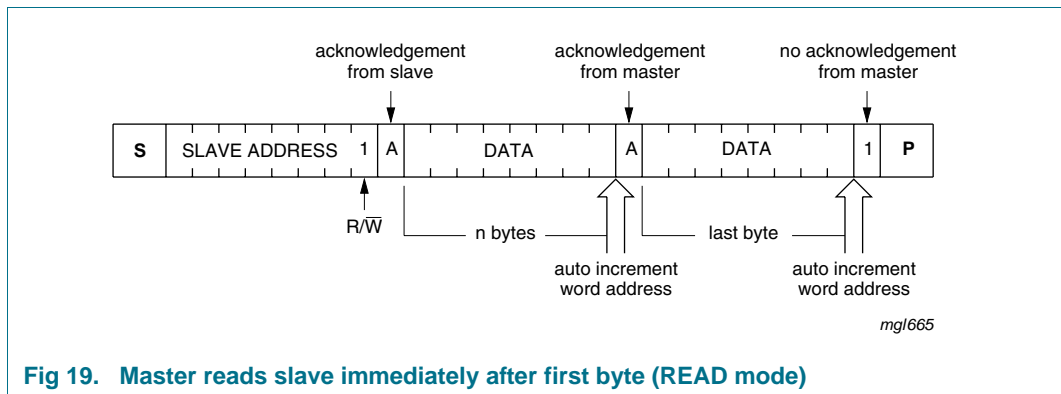 acknowledgement
from slave
acknowledgement
from master
no acknowledgement
from master
S SLAVE ADDRESS 1 A DATA A DATA 1 P
R/W̅
n bytes
last byte
auto increment
word address
auto increment
word address
mgl665
Fig 19. Master reads slave immediately after first byte (READ mode)